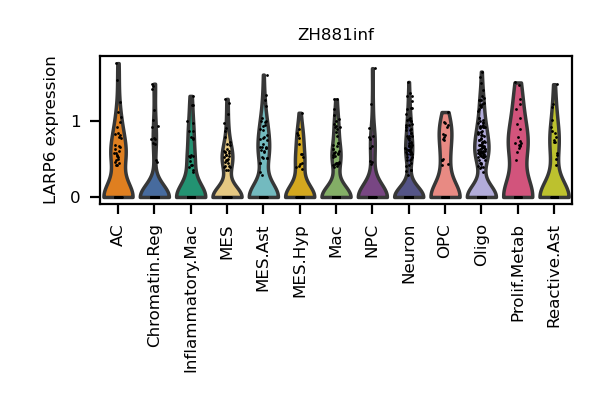 ZH881inf
LARP6 expression
1
0
AC
Chromatin.Reg
Inflammatory.Mac
MES
MES.Ast
MES.Hyp
Mac
NPC
Neuron
OPC
Oligo
Prolif.Metab
Reactive.Ast